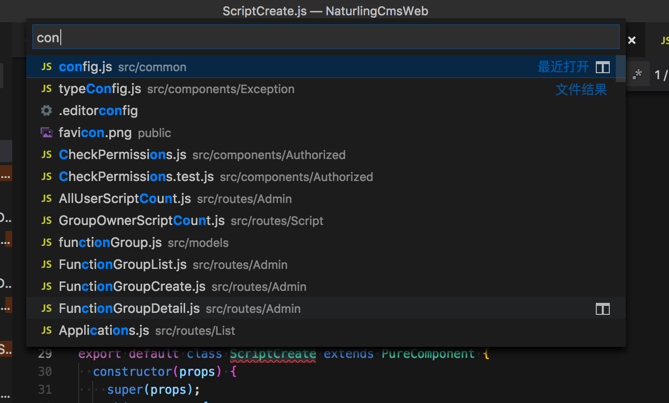 ScriptCreate.js — NaturlingCmsWeb
con
JS config.js src/common 最近打开
JS typeConfig.js src/components/Exception 文件结果
.editorconfig
favicon.png public
JS CheckPermissions.js src/components/Authorized
JS CheckPermissions.test.js src/components/Authorized
JS AllUserScriptCount.js src/routes/Admin
JS GroupOwnerScriptCount.js src/routes/Script
JS functionGroup.js src/models
JS FunctionGroupList.js src/routes/Admin
JS FunctionGroupCreate.js src/routes/Admin
JS FunctionGroupDetail.js src/routes/Admin
JS Applications.js src/routes/List
29 export default class ScriptCreate extends PureComponent {
30 constructor(props) {
31 super(props);